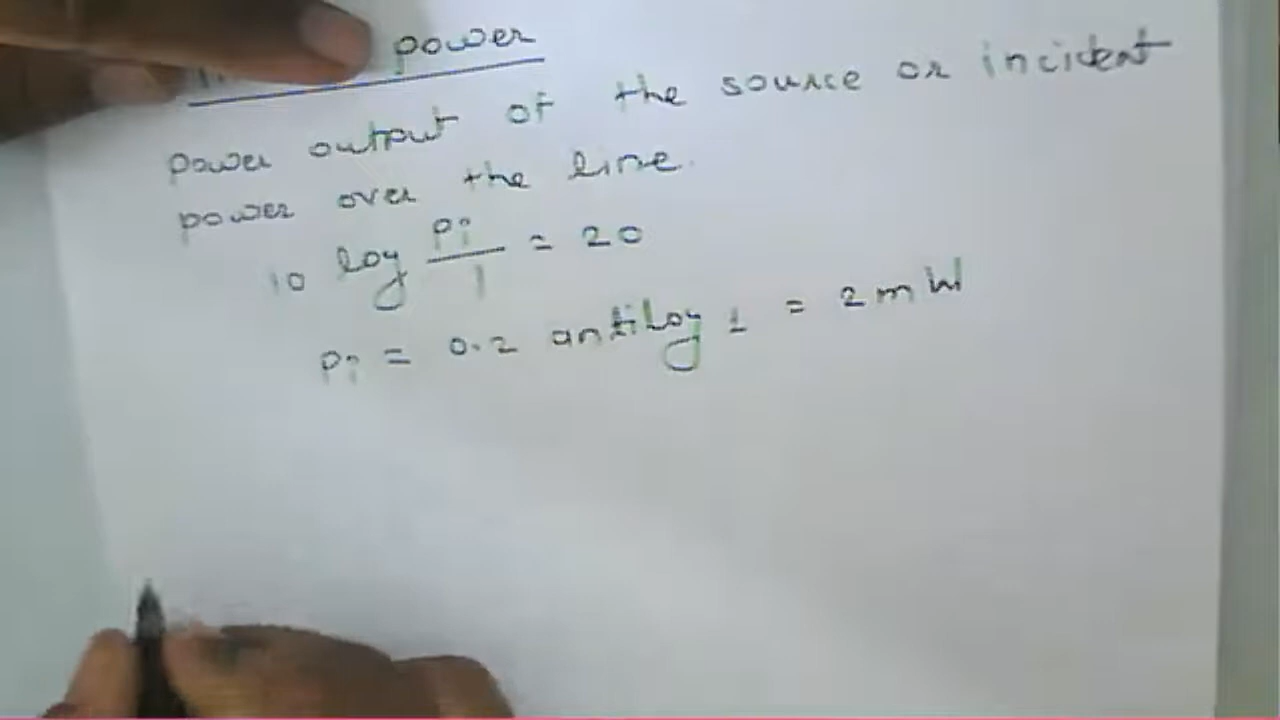 power
power output of the source or incident
power over the line.
10 log Pi/1 = 20
Pi = 0.2 antilog 1 = 2 mW